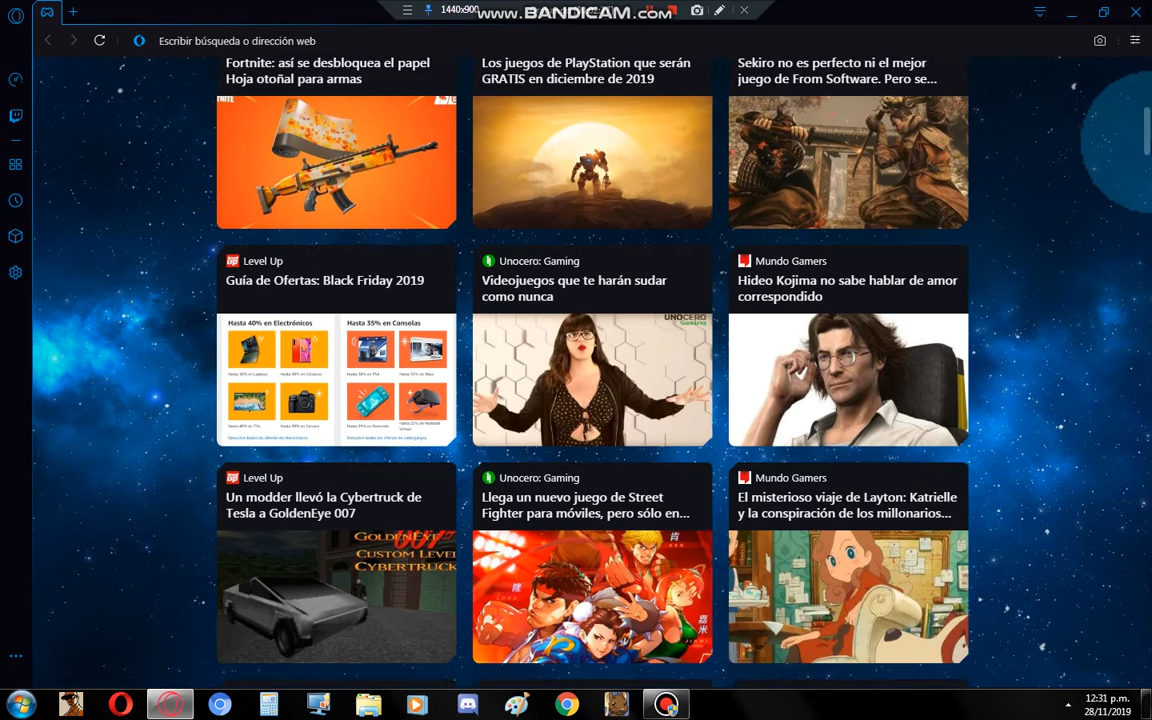 1440x900
www.BANDICAM.com
Escribir búsqueda o dirección web
Fortnite: así se desbloquea el papel
Hoja otoñal para armas
Los juegos de PlayStation que serán
GRATIS en diciembre de 2019
Sekiro no es perfecto ni el mejor
juego de From Software. Pero se...
Level Up
Guía de Ofertas: Black Friday 2019
Hasta 40% en Electrónicos
Hasta 35% en Consolas
Unocero: Gaming
Videojuegos que te harán sudar
como nunca
UNOCERO
Gaming
Mundo Gamers
Hideo Kojima no sabe hablar de amor
correspondido
Level Up
Un modder llevó la Cybertruck de
Tesla a GoldenEye 007
GOLDENEYE
007
CUSTOM LEVEL
CYBERTRUCK
Unocero: Gaming
Llega un nuevo juego de Street
Fighter para móviles, pero sólo en...
Mundo Gamers
El misterioso viaje de Layton: Katrielle
y la conspiración de los millonarios...
12:31 p.m.
28/11/2019